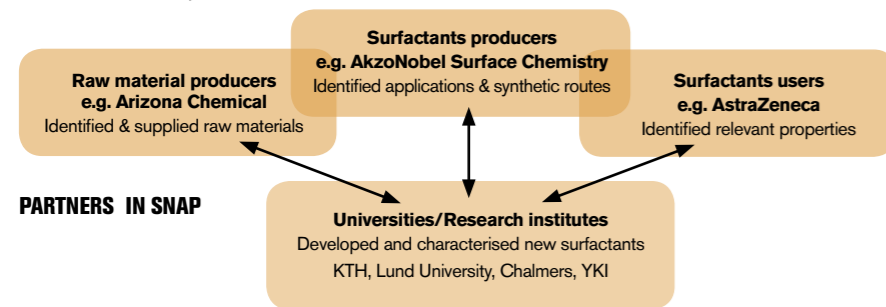 Surfactants producers
e.g. AkzoNobel Surface Chemistry
Identified applications & synthetic routes
Raw material producers
e.g. Arizona Chemical
Identified & supplied raw materials
Surfactants users
e.g. AstraZeneca
Identified relevant properties
PARTNERS IN SNAP
Universities/Research institutes
Developed and characterised new surfactants
KTH, Lund University, Chalmers, YKI